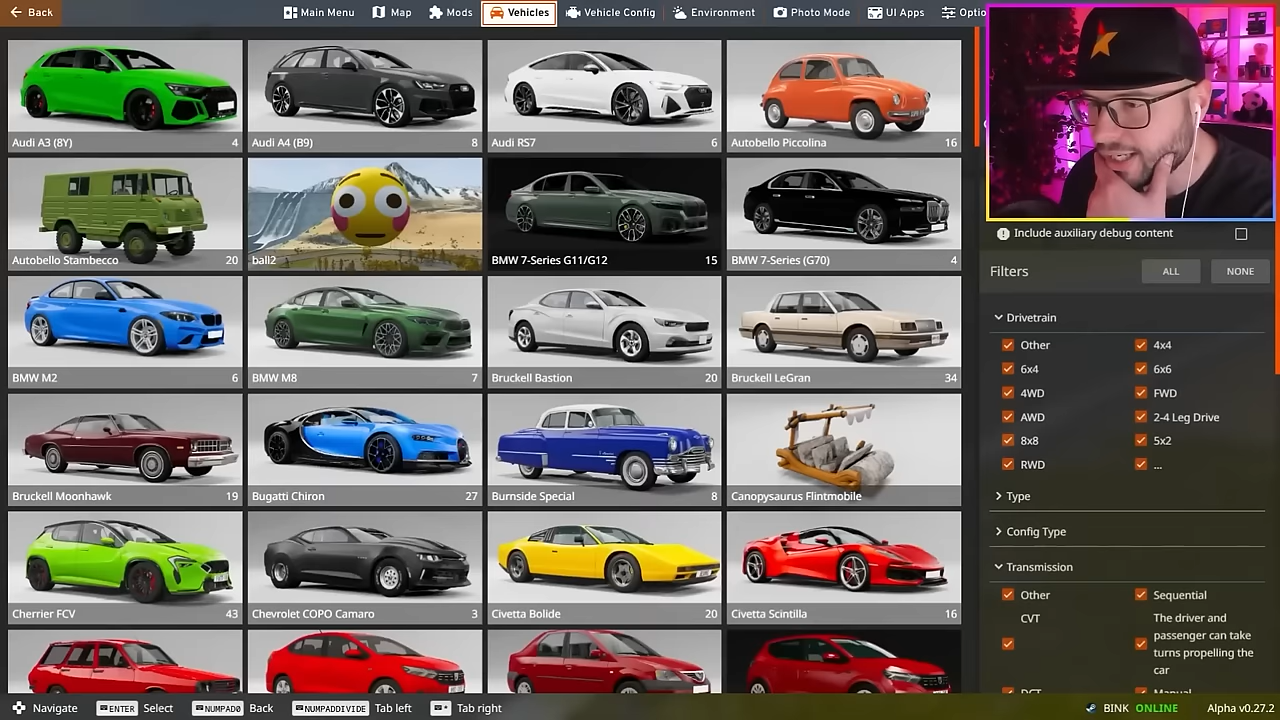 Back
Main Menu
Map
Mods
Vehicles
Vehicle Config
Environment
Photo Mode
UI Apps
Optio
Audi A3 (8Y) 4
Audi A4 (B9) 8
Audi RS7 6
Autobello Piccolina 16
Autobello Stambecco 20
ball2
BMW 7-Series G11/G12 15
BMW 7-Series (G70) 4
BMW M2 6
BMW M8 7
Bruckell Bastion 20
Bruckell LeGran 34
Bruckell Moonhawk 19
Bugatti Chiron 27
Burnside Special 8
Canopysaurus Flintmobile
Cherrier FCV 43
Chevrolet COPO Camaro 3
Civetta Bolide 20
Civetta Scintilla 16
Include auxiliary debug content
Filters ALL NONE
Drivetrain
Other 4x4
6x4 6x6
4WD FWD
AWD 2-4 Leg Drive
8x8 5x2
RWD ...
Type
Config Type
Transmission
Other Sequential
CVT The driver and
passenger can take
turns propelling the
car
DCT Manual
Navigate ENTER Select NUMPAD0 Back NUMPADDIVIDE Tab left * Tab right
BINK ONLINE Alpha v0.27.2